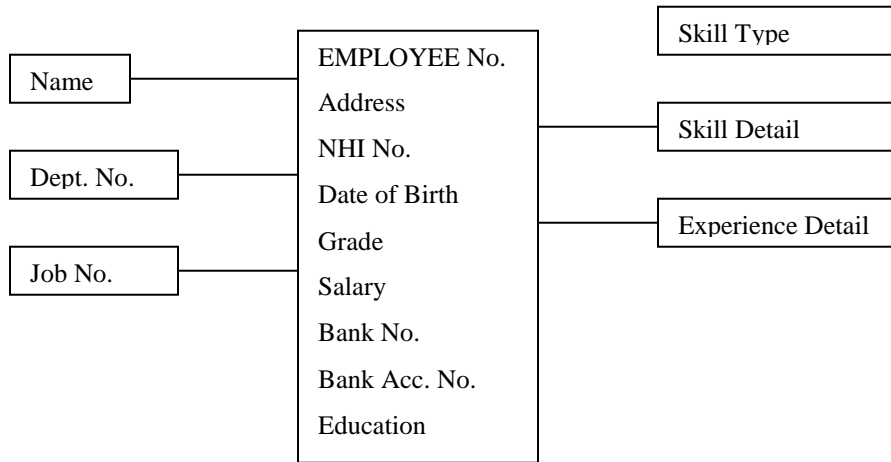 Name
Dept. No.
Job No.
EMPLOYEE No.
Address
NHI No.
Date of Birth
Grade
Salary
Bank No.
Bank Acc. No.
Education
Skill Type
Skill Detail
Experience Detail